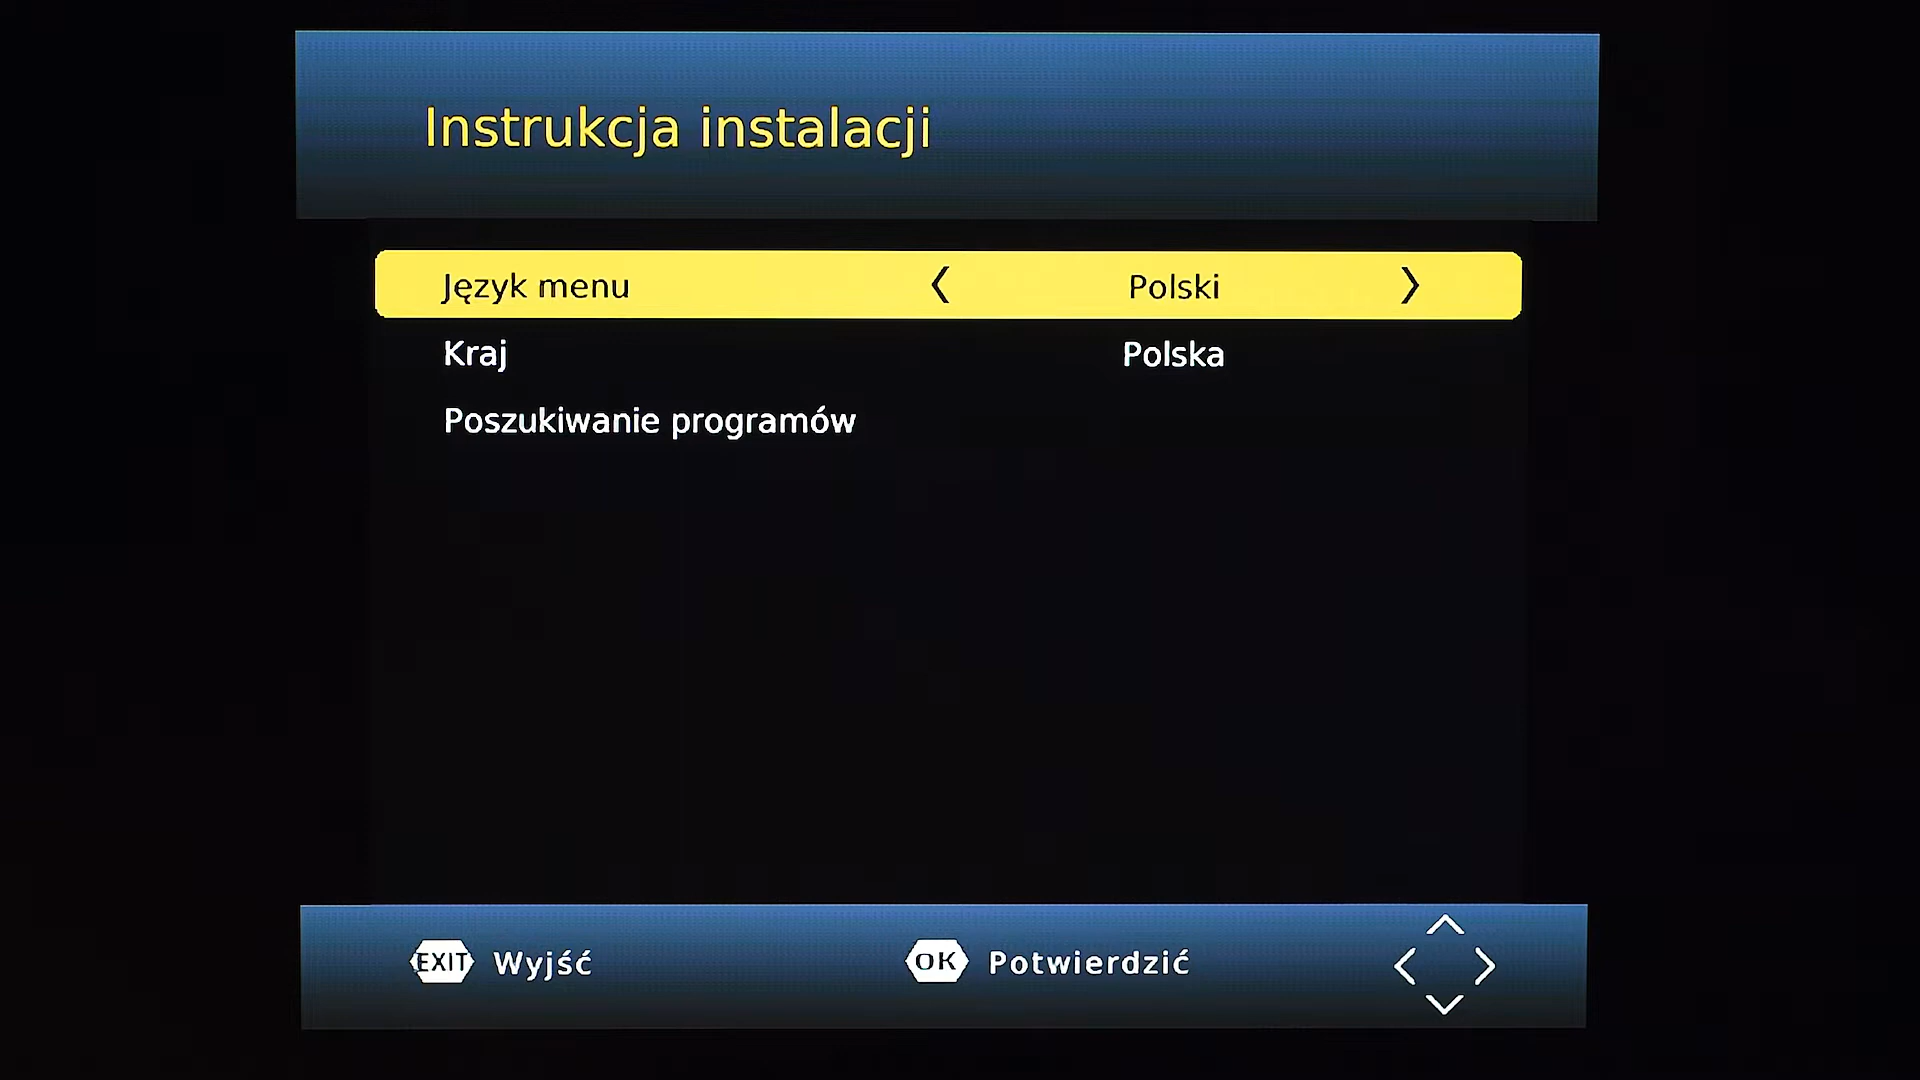 Instrukcja instalacji
Język menu Polski
Kraj Polska
Poszukiwanie programów
EXIT Wyjść OK Potwierdzić